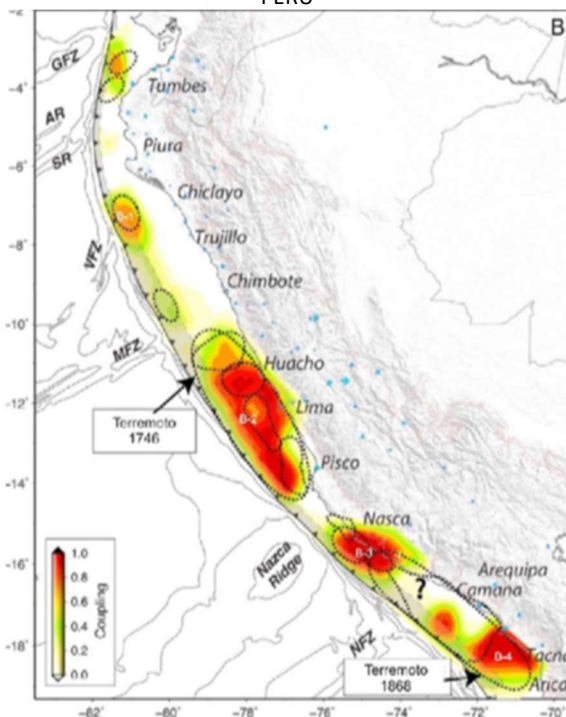 PERÚ
B
-2
-4
-6
-8
-10
-12
-14
-16
-18
GFZ
AR
SR
VFZ
MFZ
Tumbes
Piura
Chiclayo
Trujillo
Chimbote
Huacho
Lima
Pisco
Nasca
Arequipa
Camana
Tacna
Arica
B-1
B-2
B-3
B-4
?
Terremoto
1746
Terremoto
1868
Nazca
Ridge
NFZ
1.0
0.8
0.6
0.4
0.2
0.0
Coupling
-62
-80
-78
-76
-74
-72
-70